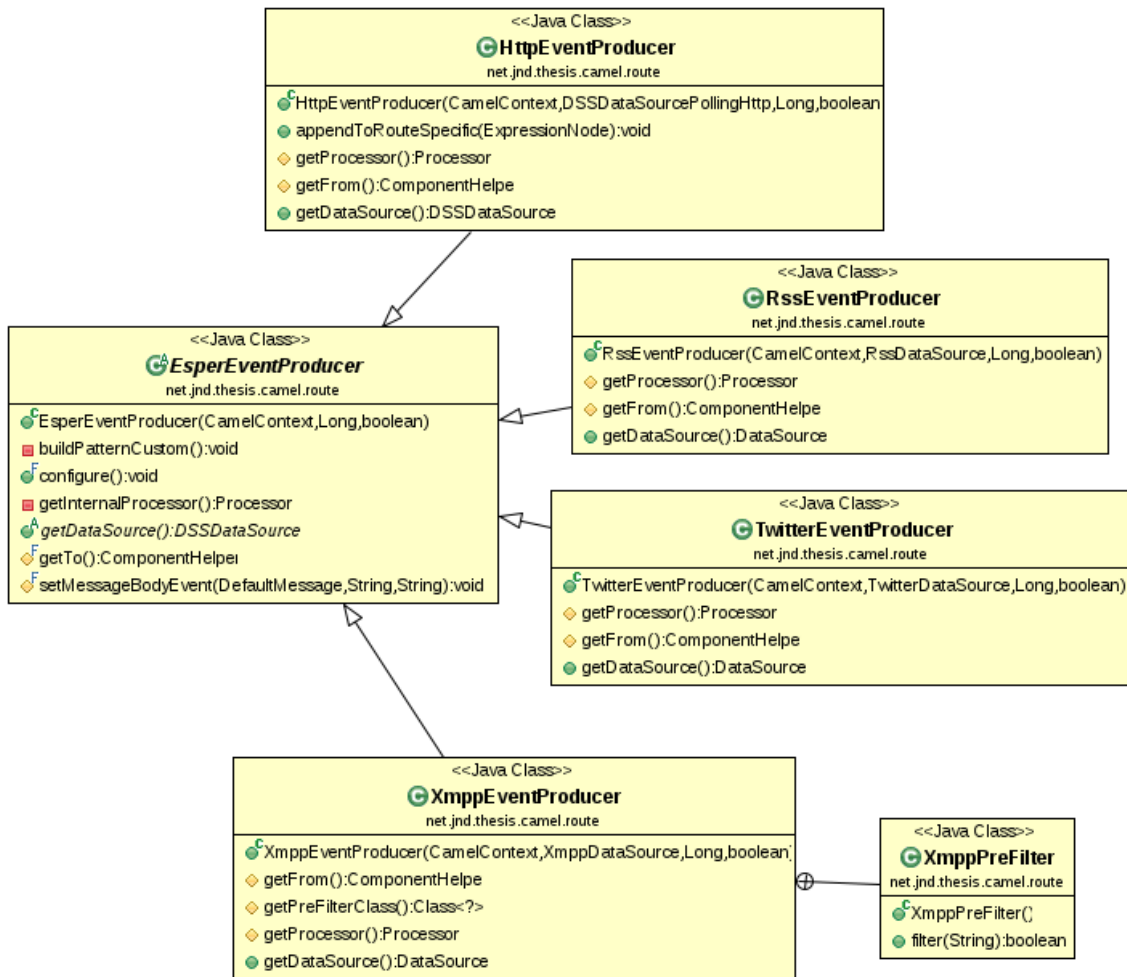 <<Java Class>>
HttpEventProducer
net.jnd.thesis.camel.route
HttpEventProducer(CamelContext,DSSDataSourcePollingHttp,Long,boolean
appendToRouteSpecific(ExpressionNode):void
getProcessor():Processor
getFrom():ComponentHelpe
getDataSource():DSSDataSource
<<Java Class>>
RssEventProducer
net.jnd.thesis.camel.route
RssEventProducer(CamelContext,RssDataSource,Long,boolean)
getProcessor():Processor
getFrom():ComponentHelpe
getDataSource():DataSource
<<Java Class>>
EsperEventProducer
net.jnd.thesis.camel.route
EsperEventProducer(CamelContext,Long,boolean)
buildPatternCustom():void
configure():void
getInternalProcessor():Processor
getDataSource():DSSDataSource
getTo():ComponentHelper
setMessageBodyEvent(DefaultMessage,String,String):void
<<Java Class>>
TwitterEventProducer
net.jnd.thesis.camel.route
TwitterEventProducer(CamelContext,TwitterDataSource,Long,boolean)
getProcessor():Processor
getFrom():ComponentHelpe
getDataSource():DataSource
<<Java Class>>
XmppEventProducer
net.jnd.thesis.camel.route
XmppEventProducer(CamelContext,XmppDataSource,Long,boolean)
getFrom():ComponentHelpe
getPreFilterClass():Class<?>
getProcessor():Processor
getDataSource():DataSource
<<Java Class>>
XmppPreFilter
net.jnd.thesis.camel.route
XmppPreFilter()
filter(String):boolean